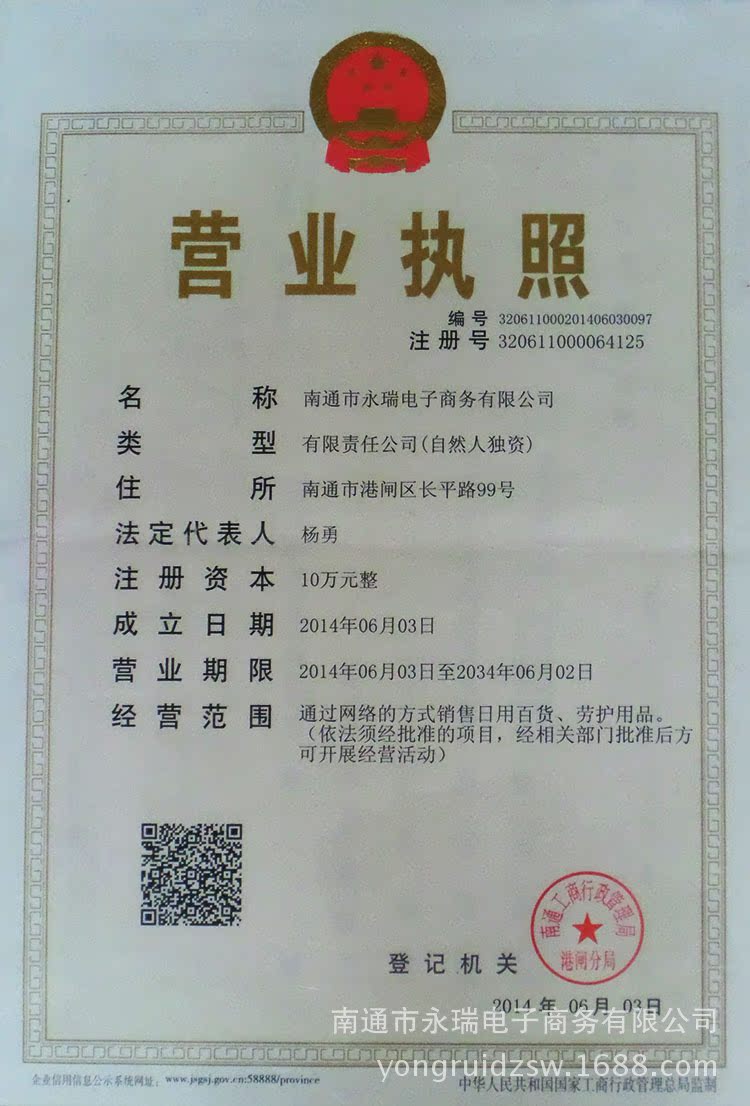 营业执照
编号 320611000201406030097
注册号 320611000064125
名称 南通市永瑞电子商务有限公司
类型 有限责任公司(自然人独资)
住所 南通市港闸区长平路99号
法定代表人 杨勇
注册资本 10万元整
成立日期 2014年06月03日
营业期限 2014年06月03日至2034年06月02日
经营范围 通过网络的方式销售日用百货、劳护用品。
（依法须经批准的项目，经相关部门批准后方
可开展经营活动）
南通工商行政管理局
港闸分局
登记机关
2014年06月03日
南通市永瑞电子商务有限公司
yongruidzsw.1688.com
企业信用信息公示系统网址: www.jsgsj.gov.cn:58888/province
中华人民共和国国家工商行政管理总局监制